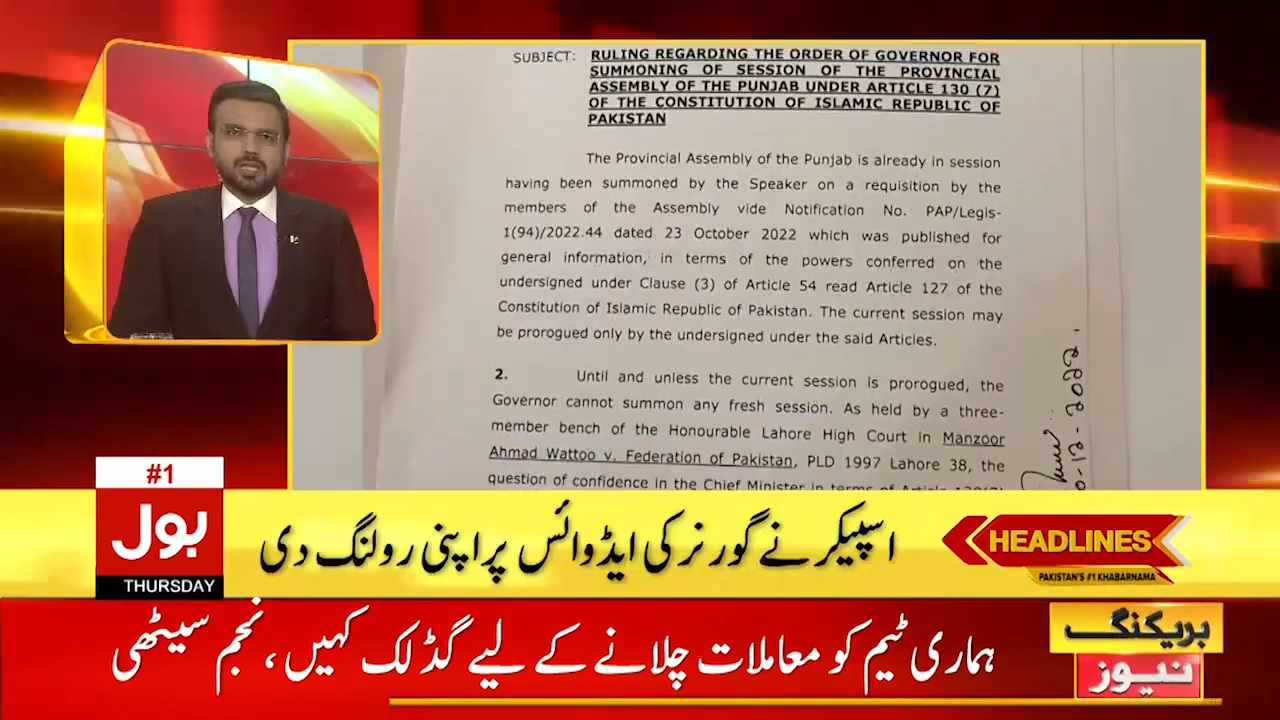 SUBJECT: RULING REGARDING THE ORDER OF GOVERNOR FOR
SUMMONING OF SESSION OF THE PROVINCIAL
ASSEMBLY OF THE PUNJAB UNDER ARTICLE 130 (7)
OF THE CONSTITUTION OF ISLAMIC REPUBLIC OF
PAKISTAN
The Provincial Assembly of the Punjab is already in session
having been summoned by the Speaker on a requisition by the
members of the Assembly vide Notification No. PAP/Legis-
1(94)/2022.44 dated 23 October 2022 which was published for
general information, in terms of the powers conferred on the
undersigned under Clause (3) of Article 54 read Article 127 of the
Constitution of Islamic Republic of Pakistan. The current session may
be prorogued only by the undersigned under the said Articles.
2. Until and unless the current session is prorogued, the
Governor cannot summon any fresh session. As held by a three-
member bench of the Honourable Lahore High Court in Manzoor
Ahmad Wattoo v. Federation of Pakistan, PLD 1997 Lahore 38, the
question of confidence in the Chief Minister in terms of Article
0-12-2022.
#1
بول
THURSDAY
اسپیکر نے گورنر کی ایڈوائس پر اپنی رولنگ دی
HEADLINES
PAKISTAN'S #1 KHABARNAMA
ہماری ٹیم کو معاملات چلانے کے لیے گڈ لک کہیں، نجم سیٹھی
بریکنگ
نیوز